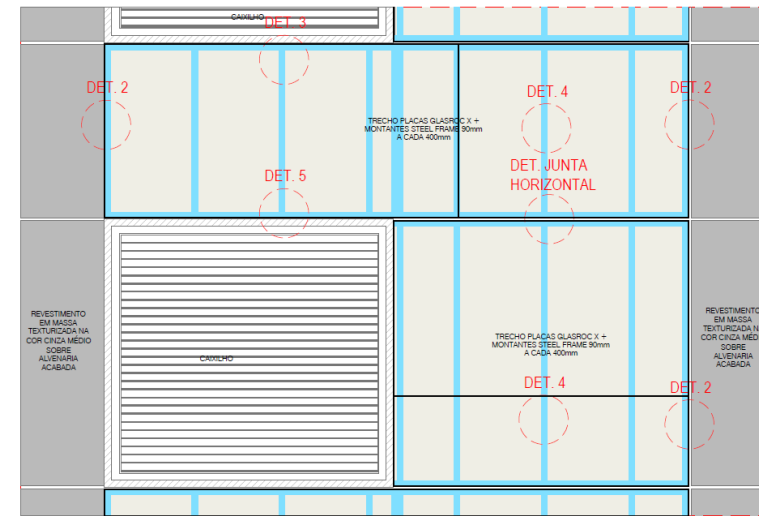 CAIXILHO
DET. 3
DET. 2
DET. 4
DET. 2
TRECHO PLACAS GLASROC X +
MONTANTES STEEL FRAME 90mm
A CADA 400mm
DET. 5
DET. JUNTA
HORIZONTAL
REVESTIMENTO
EM MASSA
TEXTURIZADA NA
COR CINZA MÉDIO
SOBRE
ALVENARIA
ACABADA
CAIXILHO
TRECHO PLACAS GLASROC X +
MONTANTES STEEL FRAME 90mm
A CADA 400mm
REVESTIMENTO
EM MASSA
TEXTURIZADA
COR CINZA
SOBRE
ALVENARIA
ACABADA
DET. 4
DET. 2